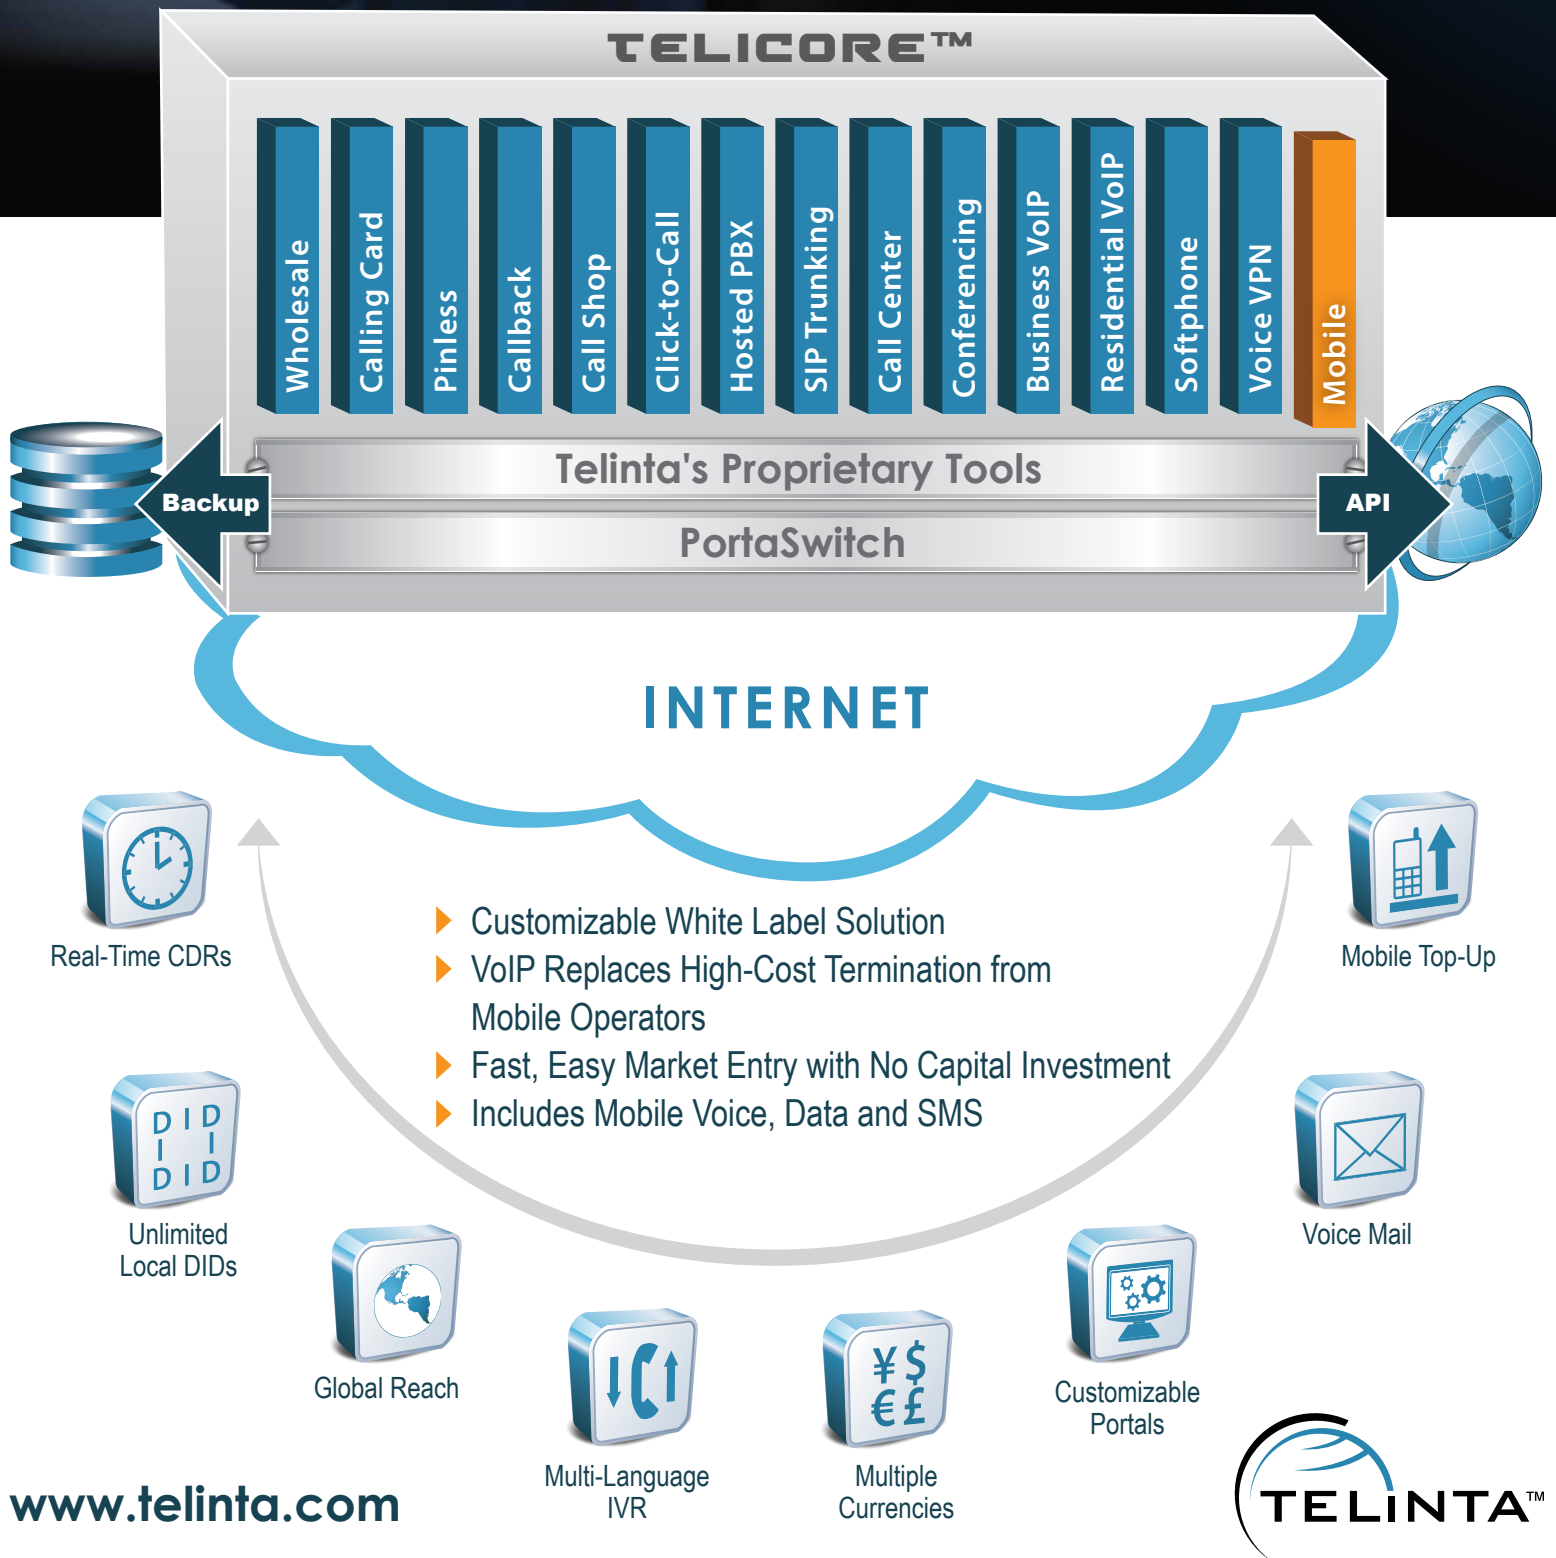 TELICORE™
Wholesale
Calling Card
Pinless
Callback
Call Shop
Click-to-Call
Hosted PBX
SIP Trunking
Call Center
Conferencing
Business VoIP
Residential VoIP
Softphone
Voice VPN
Mobile
Telinta's Proprietary Tools
Backup
API
PortaSwitch
INTERNET
Customizable White Label Solution
VoIP Replaces High-Cost Termination from
Mobile Operators
Fast, Easy Market Entry with No Capital Investment
Includes Mobile Voice, Data and SMS
Real-Time CDRs
Mobile Top-Up
D I D
I I
D I D
Unlimited
Local DIDs
Voice Mail
Global Reach
Customizable
Portals
¥ $
€ £
Multi-Language
IVR
Multiple
Currencies
www.telinta.com
TELINTA™